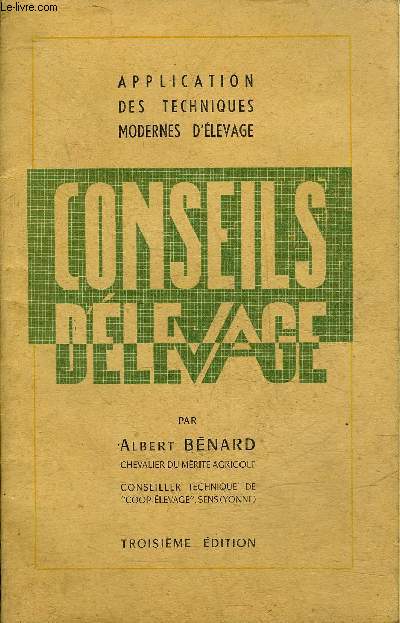 www.Le-livre.com
APPLICATION
DES TECHNIQUES
MODERNES D'ÉLEVAGE
CONSEILS
D'ÉLEVAGE
PAR
ALBERT BÉNARD
CHEVALIER DU MÉRITE AGRICOLE
CONSEILLER TECHNIQUE DE
"COOP-ÉLEVAGE", SENS (YONNE)
TROISIÈME ÉDITION